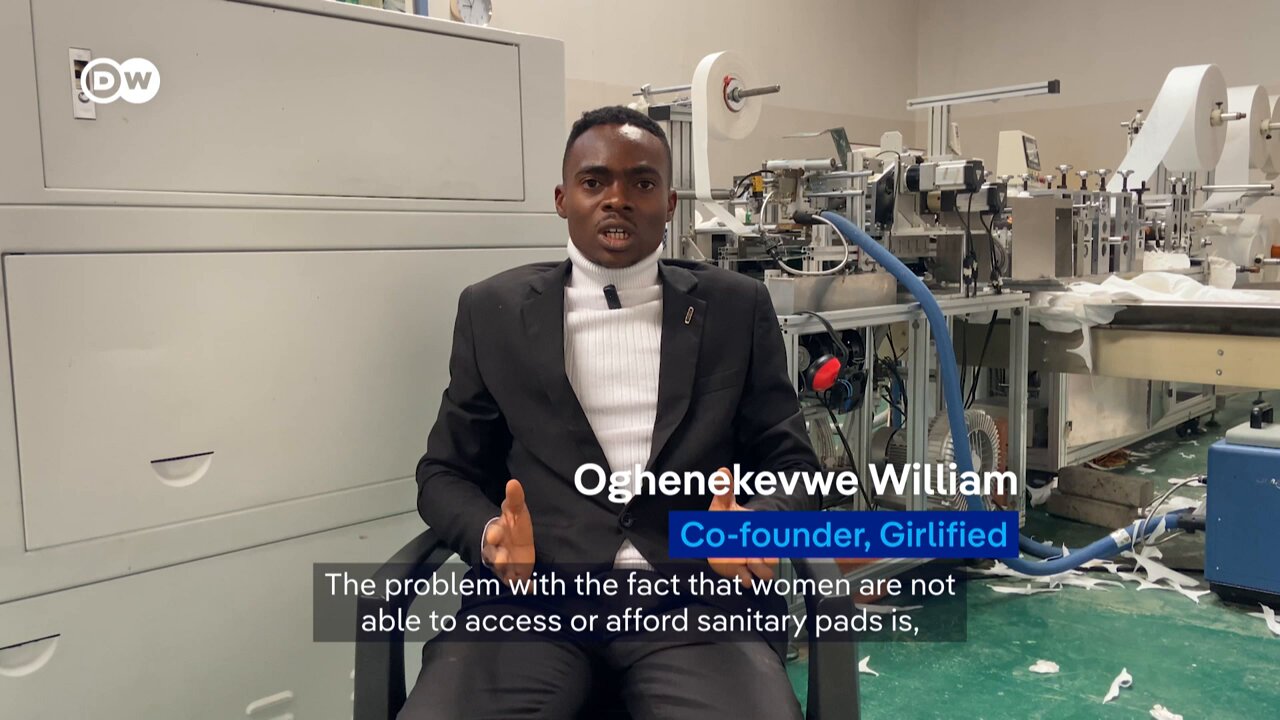 DW
Oghenekevwe William
Co-founder, Girlified
The problem with the fact that women are not
able to access or afford sanitary pads is,